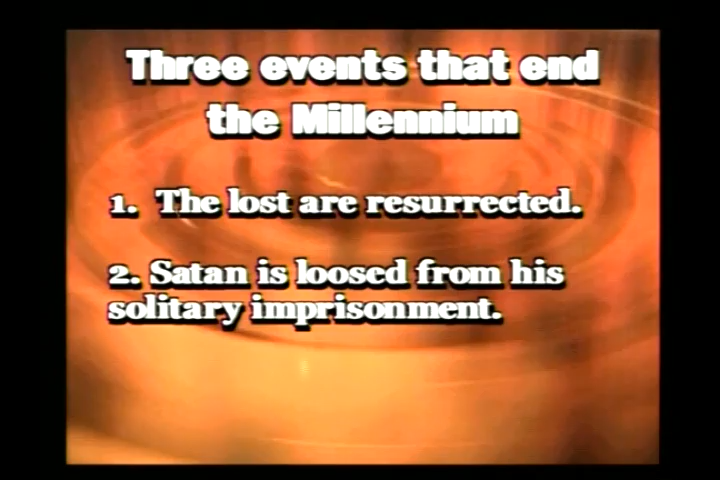 Three events that end
the Millennium
1. The lost are resurrected.
2. Satan is loosed from his
solitary imprisonment.